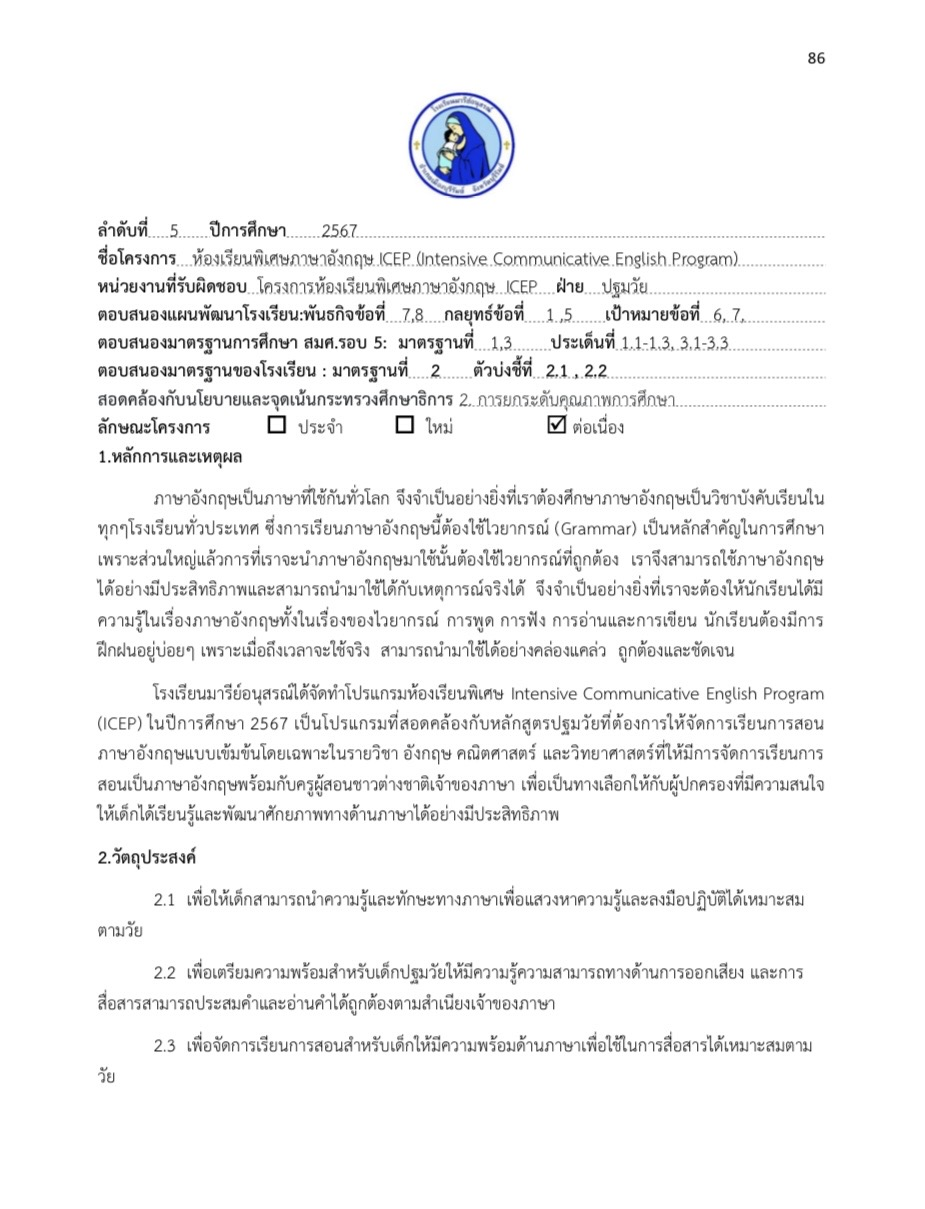 86
โรงเรียนมารีย์อนุสรณ์
อำเภอเมืองบุรีรัมย์ จังหวัดบุรีรัมย์
ลำดับที่ 5 ปีการศึกษา 2567
ชื่อโครงการ ห้องเรียนพิเศษภาษาอังกฤษ ICEP (Intensive Communicative English Program)
หน่วยงานที่รับผิดชอบ โครงการห้องเรียนพิเศษภาษาอังกฤษ ICEP ฝ่าย ปฐมวัย
ตอบสนองแผนพัฒนาโรงเรียน:พันธกิจข้อที่ 7,8 กลยุทธ์ข้อที่ 1 ,5 เป้าหมายข้อที่ 6, 7,
ตอบสนองมาตรฐานการศึกษา สมศ.รอบ 5: มาตรฐานที่ 1,3 ประเด็นที่ 1.1-1.3, 3.1-3.3
ตอบสนองมาตรฐานของโรงเรียน : มาตรฐานที่ 2 ตัวบ่งชี้ที่ 2.1 , 2.2
สอดคล้องกับนโยบายและจุดเน้นกระทรวงศึกษาธิการ 2. การยกระดับคุณภาพการศึกษา
ลักษณะโครงการ ☐ ประจำ ☐ ใหม่ ☑ ต่อเนื่อง
1.หลักการและเหตุผล
ภาษาอังกฤษเป็นภาษาที่ใช้กันทั่วโลก จึงจำเป็นอย่างยิ่งที่เราต้องศึกษาภาษาอังกฤษเป็นวิชาบังคับเรียนใน
ทุกๆโรงเรียนทั่วประเทศ ซึ่งการเรียนภาษาอังกฤษนี้ต้องใช้ไวยากรณ์ (Grammar) เป็นหลักสำคัญในการศึกษา
เพราะส่วนใหญ่แล้วการที่เราจะนำภาษาอังกฤษมาใช้นั้นต้องใช้ไวยากรณ์ที่ถูกต้อง เราจึงสามารถใช้ภาษาอังกฤษ
ได้อย่างมีประสิทธิภาพและสามารถนำมาใช้ได้กับเหตุการณ์จริงได้ จึงจำเป็นอย่างยิ่งที่เราจะต้องให้นักเรียนได้มี
ความรู้ในเรื่องภาษาอังกฤษทั้งในเรื่องของไวยากรณ์ การพูด การฟัง การอ่านและการเขียน นักเรียนต้องมีการ
ฝึกฝนอยู่บ่อยๆ เพราะเมื่อถึงเวลาจะใช้จริง สามารถนำมาใช้ได้อย่างคล่องแคล่ว ถูกต้องและชัดเจน
โรงเรียนมารีย์อนุสรณ์ได้จัดทำโปรแกรมห้องเรียนพิเศษ Intensive Communicative English Program
(ICEP) ในปีการศึกษา 2567 เป็นโปรแกรมที่สอดคล้องกับหลักสูตรปฐมวัยที่ต้องการให้จัดการเรียนการสอน
ภาษาอังกฤษแบบเข้มข้นโดยเฉพาะในรายวิชา อังกฤษ คณิตศาสตร์ และวิทยาศาสตร์ที่ให้มีการจัดการเรียนการ
สอนเป็นภาษาอังกฤษพร้อมกับครูผู้สอนชาวต่างชาติเจ้าของภาษา เพื่อเป็นทางเลือกให้กับผู้ปกครองที่มีความสนใจ
ให้เด็กได้เรียนรู้และพัฒนาศักยภาพทางด้านภาษาได้อย่างมีประสิทธิภาพ
2.วัตถุประสงค์
2.1 เพื่อให้เด็กสามารถนำความรู้และทักษะทางภาษาเพื่อแสวงหาความรู้และลงมือปฏิบัติได้เหมาะสม
ตามวัย
2.2 เพื่อเตรียมความพร้อมสำหรับเด็กปฐมวัยให้มีความรู้ความสามารถทางด้านการออกเสียง และการ
สื่อสารสามารถประสมคำและอ่านคำได้ถูกต้องตามสำเนียงเจ้าของภาษา
2.3 เพื่อจัดการเรียนการสอนสำหรับเด็กให้มีความพร้อมด้านภาษาเพื่อใช้ในการสื่อสารได้เหมาะสมตาม
วัย